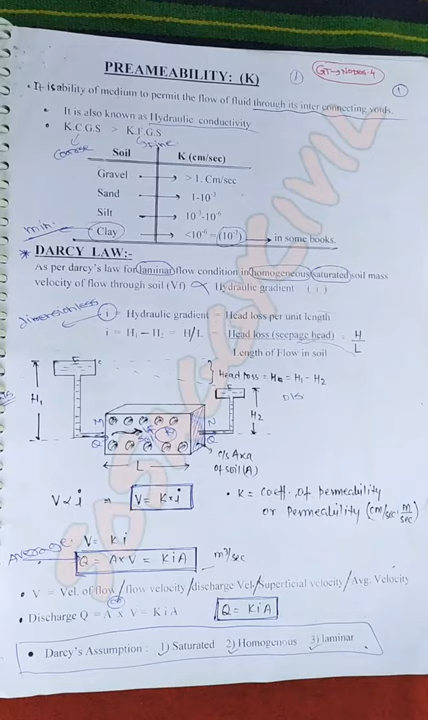 PREAMEABILITY: (K)
① GT→Notes-4
①
• It is ability of medium to permit the flow of fluid through its inter connecting voids.
• It is also known as Hydraulic conductivity
• K.C.G.S > K.F.G.S
Coarse Fine
Soil K (cm/sec)
Gravel → >1. Cm/sec
Sand → 1-10⁻³
Silt → 10⁻³-10⁻⁶
min. Clay → <10⁻⁶ = (10⁻⁷) → in some books.
* DARCY LAW:-
As per darcy's law for laminar flow condition in homogeneous saturated soil mass
velocity of flow through soil (Vf) ∝ Hydraulic gradient (i)
dimensionless
i = Hydraulic gradient = Head loss per unit length
i = H₁ – H₂ = H/L = Head loss (seepage head) = H/L
Length of Flow in soil
Head loss = H_L = H₁ - H₂
H₁
H₂
D/S
M
N
Soil
Q
Q
L
c/s Area of soil (A)
V ∝ i ⇒ V = K×i
• K = coeff. of permeability
or permeability (cm/sec, m/sec)
Average. V = K i
Q = A×V = K i A m³/sec
• V = Vel. of flow / flow velocity / discharge Vel. / Superficial velocity / Avg. Velocity
• Discharge Q = A x V = K i A
Q = K i A
• Darcy's Assumption : 1) Saturated 2) Homogenous 3) laminar